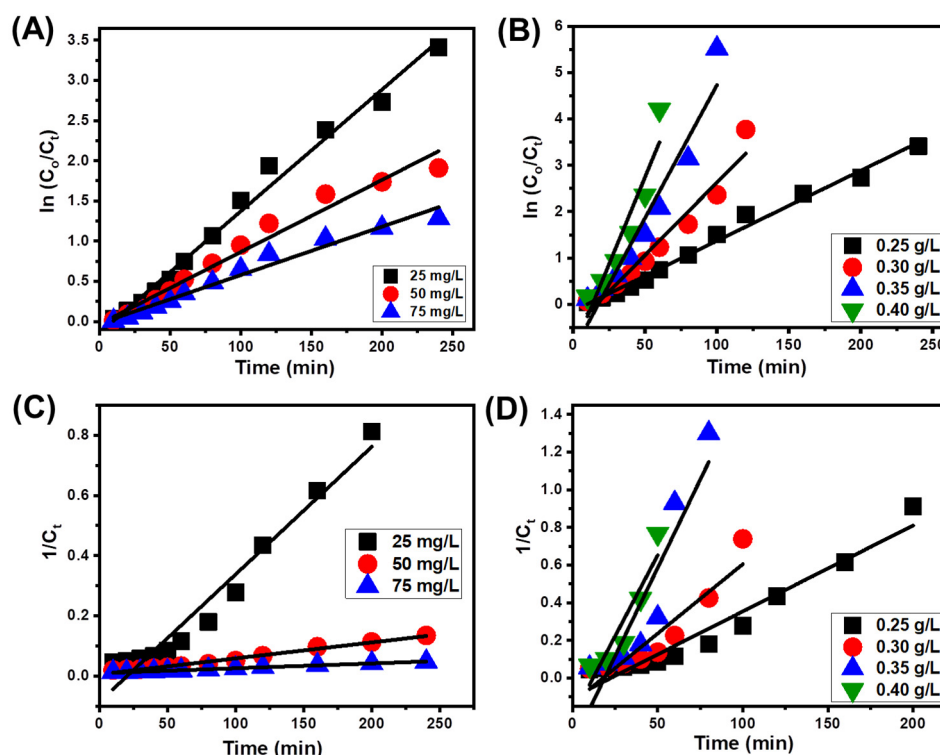 (A)
ln (Cₒ/Cₜ)
3.5
3.0
2.5
2.0
1.5
1.0
0.5
0.0
0 50 100 150 200 250
Time (min)
25 mg/L
50 mg/L
75 mg/L
(B)
ln (Cₒ/Cₜ)
6
5
4
3
2
1
0
0 50 100 150 200 250
Time (min)
0.25 g/L
0.30 g/L
0.35 g/L
0.40 g/L
(C)
1/Cₜ
0.8
0.6
0.4
0.2
0.0
0 50 100 150 200 250
Time (min)
25 mg/L
50 mg/L
75 mg/L
(D)
1/Cₜ
1.4
1.2
1.0
0.8
0.6
0.4
0.2
0.0
0 50 100 150 200
Time (min)
0.25 g/L
0.30 g/L
0.35 g/L
0.40 g/L